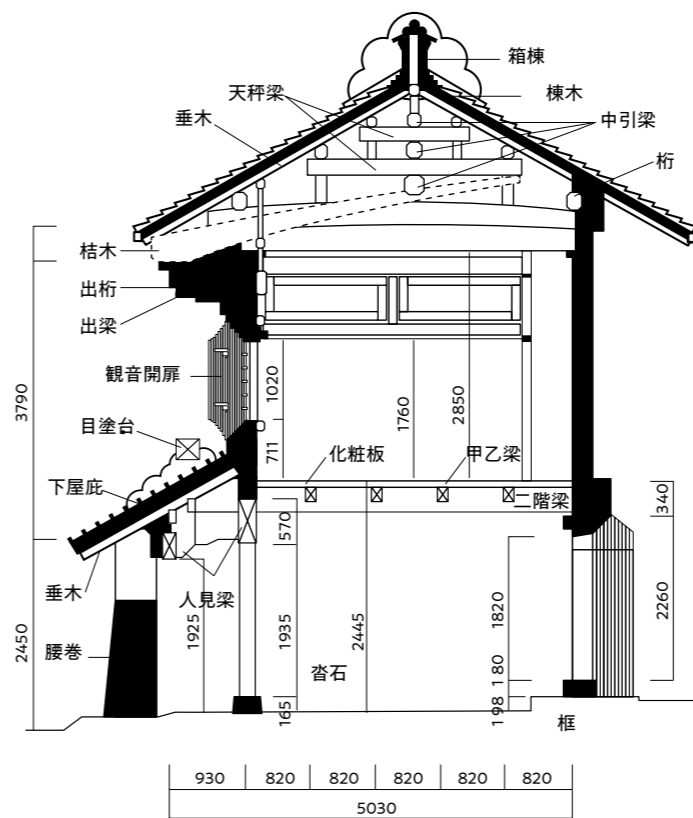 箱棟
天秤梁
棟木
垂木
中引梁
桁
桔木
出桁
出梁
観音開扉
1020
1760
2850
3790
目塗台
711
化粧板
甲乙梁
下屋庇
二階梁
340
570
垂木
人見梁
1925
1935
2445
1820
2260
2450
腰巻
沓石
180
165
198
框
930 820 820 820 820 820
5030